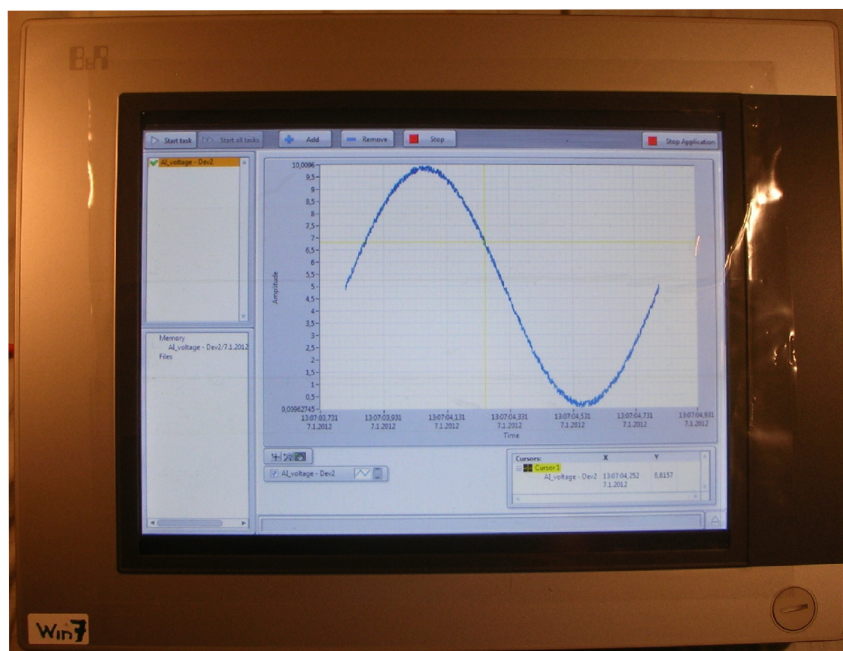 B&R
Start task Start all tasks Add Remove Stop Stop Application
AI_voltage - Dev2
10,0096
9,5
9
8,5
8
7,5
7
6,5
6
5,5
5
4,5
4
3,5
3
2,5
2
1,5
1
0,5
9,00962745
Amplitude
13:07:03,731 13:07:03,931 13:07:04,131 13:07:04,331 13:07:04,531 13:07:04,731 13:07:04,931
7.1.2012 7.1.2012 7.1.2012 7.1.2012 7.1.2012 7.1.2012 7.1.2012
Time
Memory
AI_voltage - Dev2/7.1.2012
Files
AI_voltage - Dev2
Cursors: X Y
Cursor 1
AI_voltage - Dev2 13:07:04,252 6,8157
7.1.2012
Win7